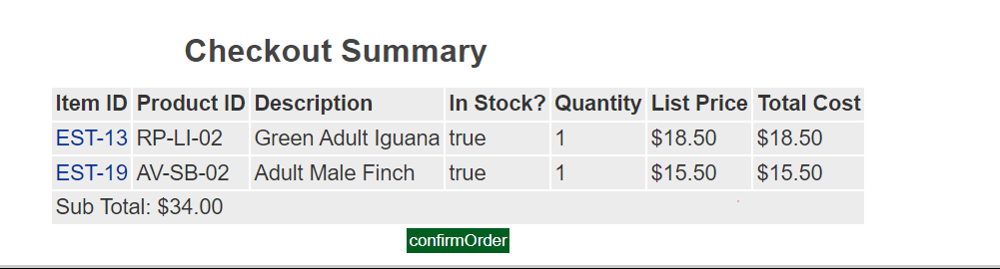 Checkout Summary
Item ID Product ID Description In Stock? Quantity List Price Total Cost
EST-13 RP-LI-02 Green Adult Iguana true 1 $18.50 $18.50
EST-19 AV-SB-02 Adult Male Finch true 1 $15.50 $15.50
Sub Total: $34.00
confirmOrder